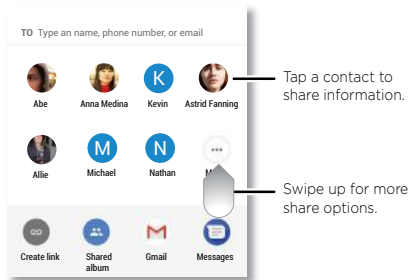 TO Type an name, phone number, or email
K
Abe Anna Medina Kevin Astrid Fanning
Tap a contact to
share information.
M N
Allie Michael Nathan
Swipe up for more
share options.
Create link Shared album Gmail Messages